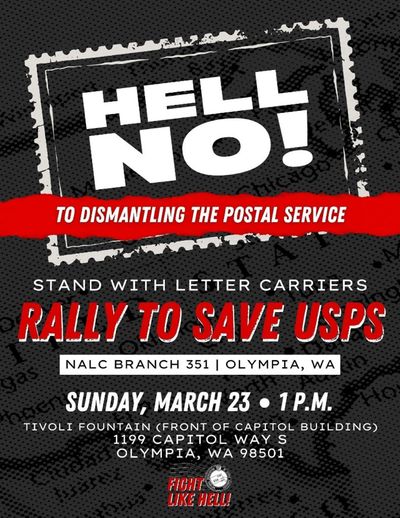 HELL
NO!
TO DISMANTLING THE POSTAL SERVICE
STAND WITH LETTER CARRIERS
RALLY TO SAVE USPS
NALC BRANCH 351 | OLYMPIA, WA
SUNDAY, MARCH 23 • 1 P.M.
TIVOLI FOUNTAIN (FRONT OF CAPITOL BUILDING)
1199 CAPITOL WAY S
OLYMPIA, WA 98501
FIGHT
LIKE HELL!